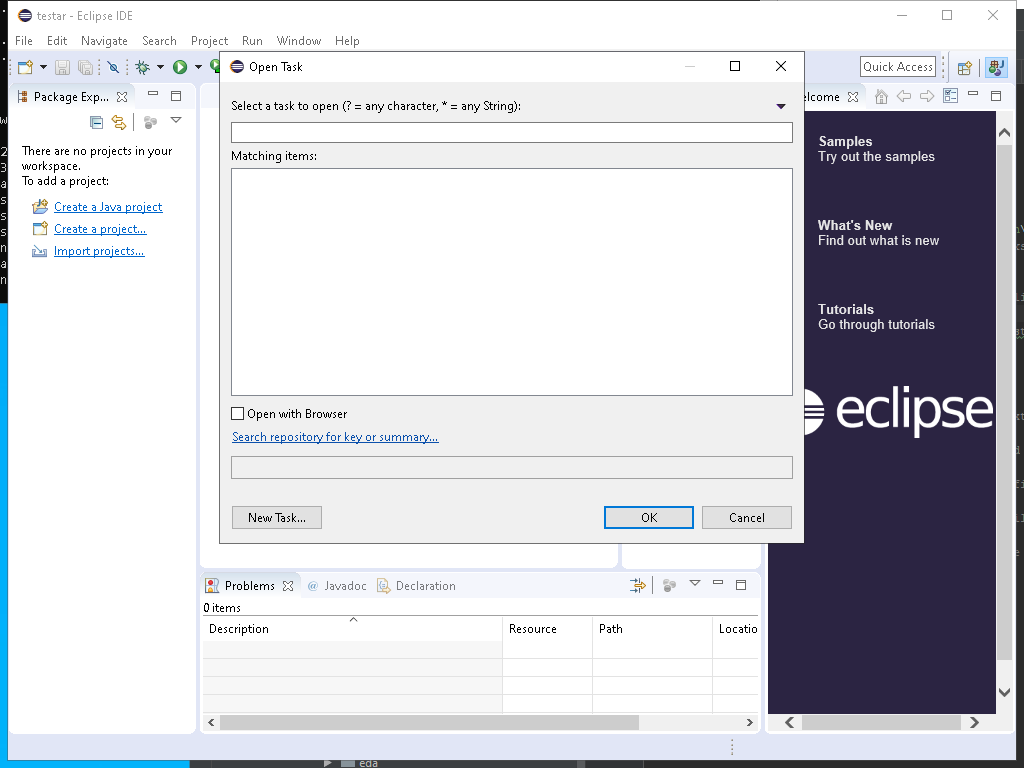 testar - Eclipse IDE
File Edit Navigate Search Project Run Window Help
Quick Access
Package Exp...
There are no projects in your
workspace.
To add a project:
Create a Java project
Create a project...
Import projects...
Open Task
Select a task to open (? = any character, * = any String):
Matching items:
Open with Browser
Search repository for key or summary...
New Task...
OK
Cancel
elcome
Samples
Try out the samples
What's New
Find out what is new
Tutorials
Go through tutorials
eclipse
Problems
@ Javadoc
Declaration
0 items
Description Resource Path Locatio
eda